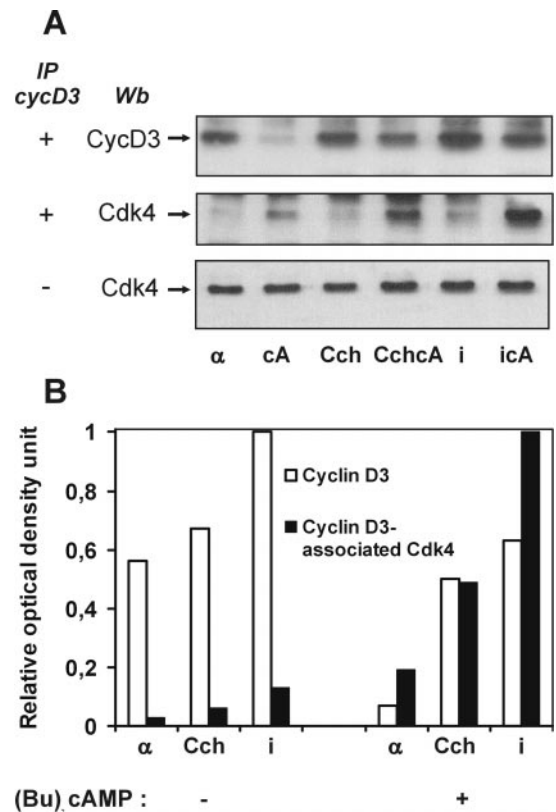 A
IP
cycD3 Wb
+ CycD3
+ Cdk4
- Cdk4
α cA Cch CchcA i icA
B
Relative optical density unit
1
0,8
0,6
0,4
0,2
0
Cyclin D3
Cyclin D3-
associated Cdk4
α Cch i α Cch i
(Bu) cAMP : - +